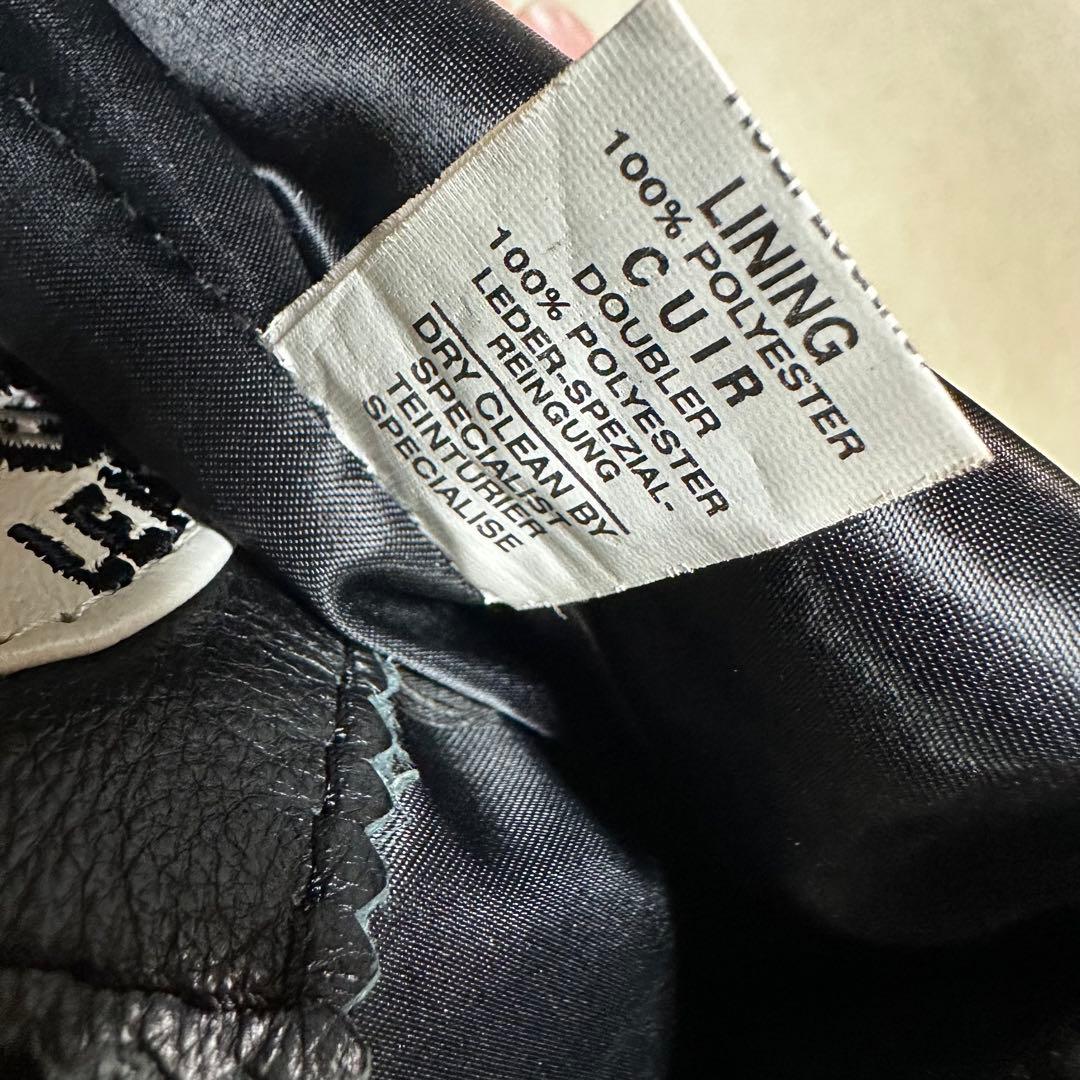 LINING
100% POLYESTER
CUIR
DOUBLER
100% POLYESTER
LEDER-SPEZIAL-
REINGUNG
DRY CLEAN BY
SPECIALIST
TEINTURIER
SPECIALISE